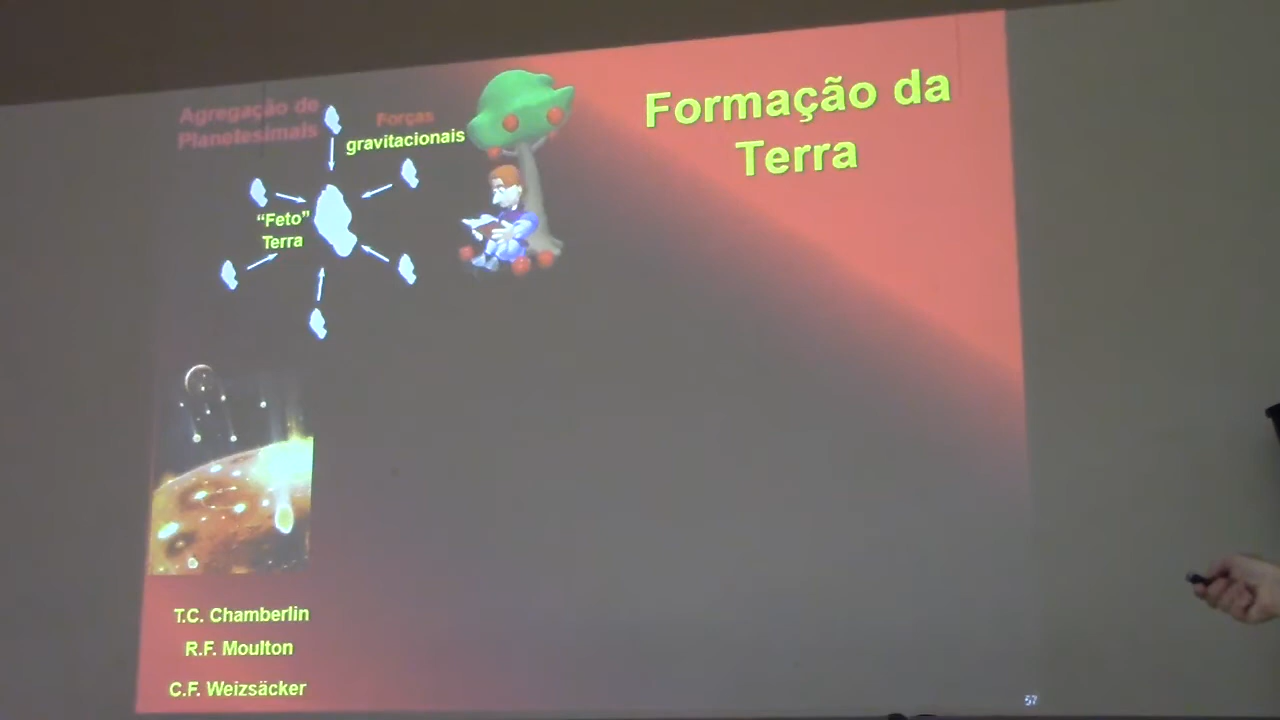 Formação da
Terra
Agregação de
Planetesimais
Forças
gravitacionais
“Feto”
Terra
T.C. Chamberlin
R.F. Moulton
C.F. Weizsäcker
57